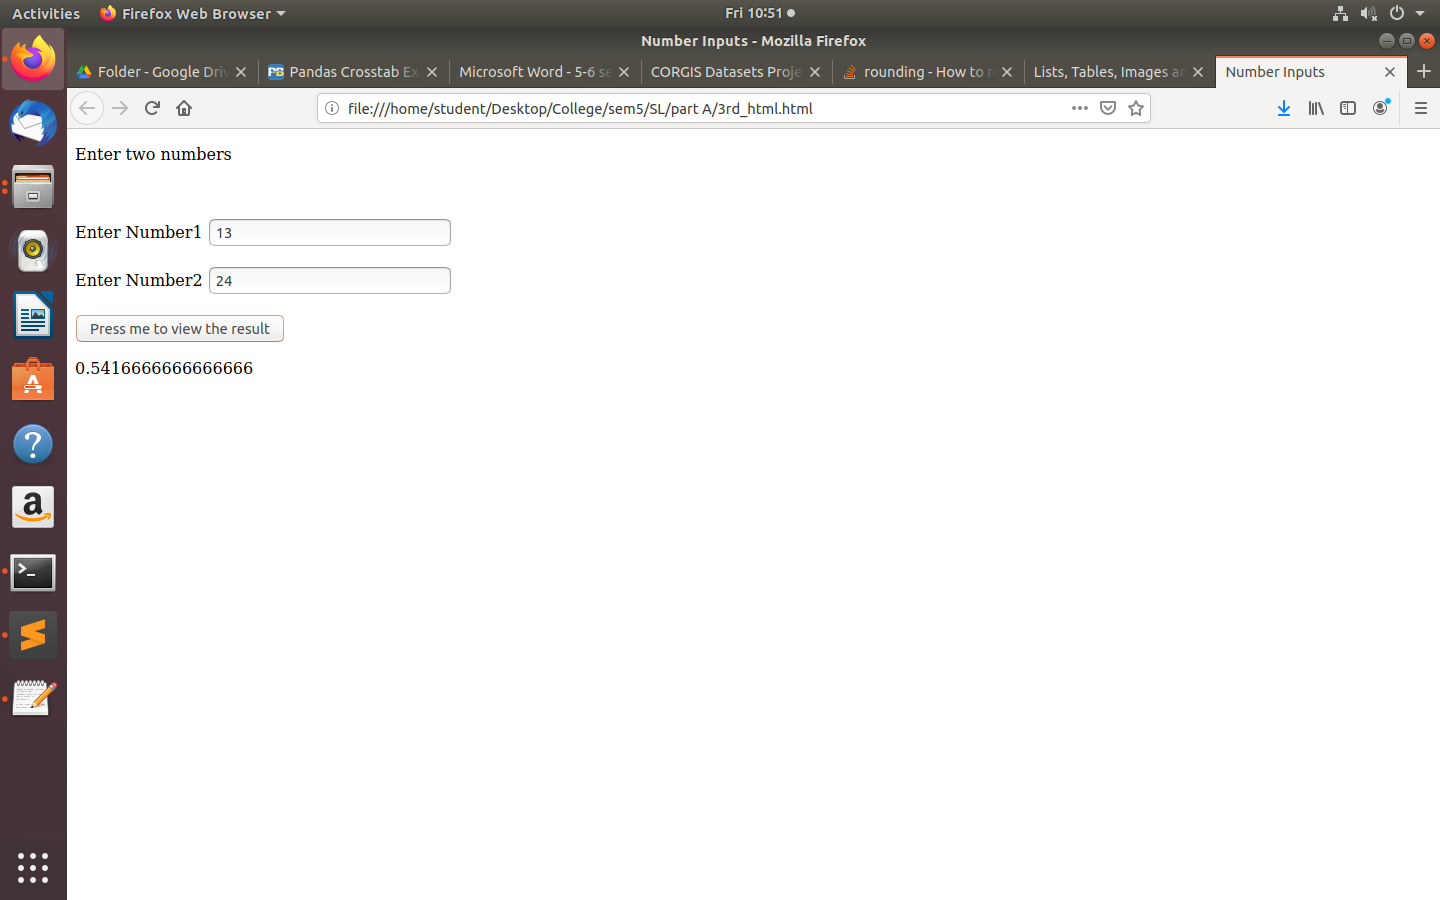 Activities
Firefox Web Browser
Fri 10:51
Number Inputs - Mozilla Firefox
Folder - Google Driv
Pandas Crosstab Ex
Microsoft Word - 5-6 se
CORGIS Datasets Proje
rounding - How to r
Lists, Tables, Images an
Number Inputs
file:///home/student/Desktop/College/sem5/SL/part A/3rd_html.html
Enter two numbers
Enter Number1 13
Enter Number2 24
Press me to view the result
0.5416666666666666